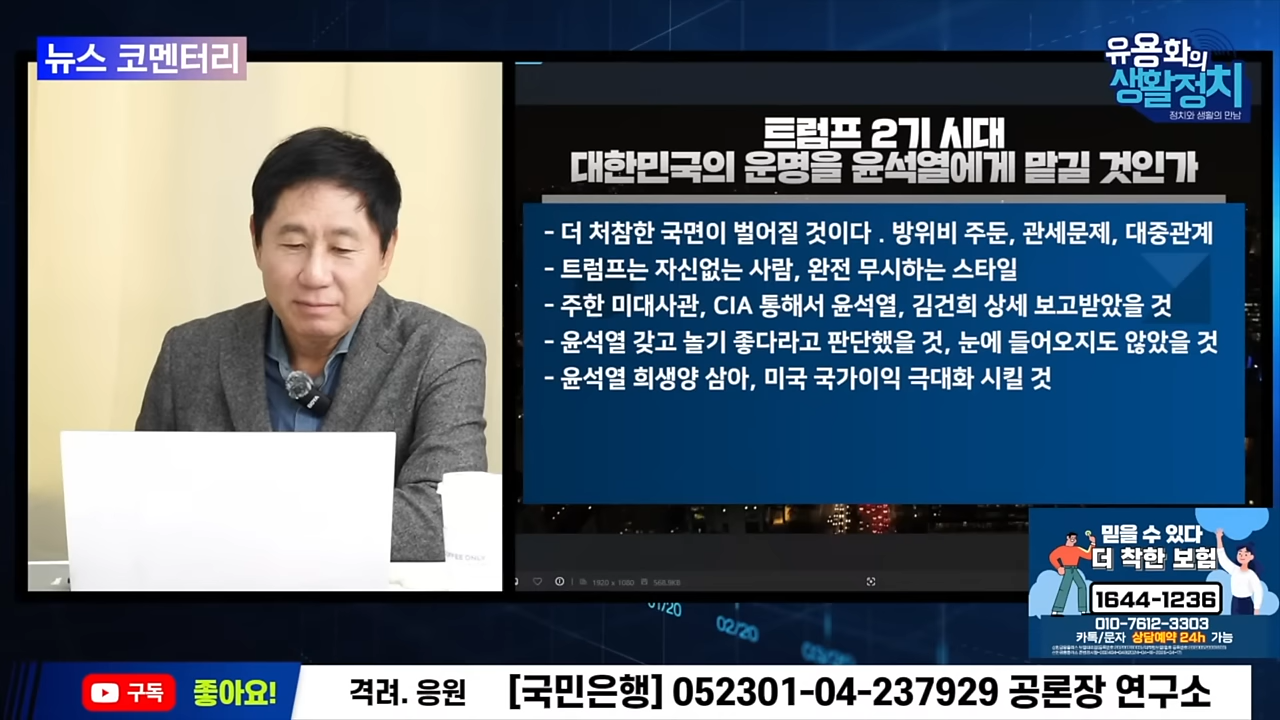 뉴스 코멘터리
유용화의
생활정치
정치와 생활의 만남
트럼프 2기 시대
대한민국의 운명을 윤석열에게 맡길 것인가
- 더 처참한 국면이 벌어질 것이다 . 방위비 주둔, 관세문제, 대중관계
- 트럼프는 자신없는 사람, 완전 무시하는 스타일
- 주한 미대사관, CIA 통해서 윤석열, 김건희 상세 보고받았을 것
- 윤석열 갖고 놀기 좋다라고 판단했을 것, 눈에 들어오지도 않았을 것
- 윤석열 희생양 삼아, 미국 국가이익 극대화 시킬 것
1920 x 1080 568.8KB
믿을 수 있다
더 착한 보험
1644-1236
010-7612-3303
카톡/문자 상담예약 24h 가능
01/20
02/20
구독 좋아요! 격려. 응원 [국민은행] 052301-04-237929 공론장 연구소